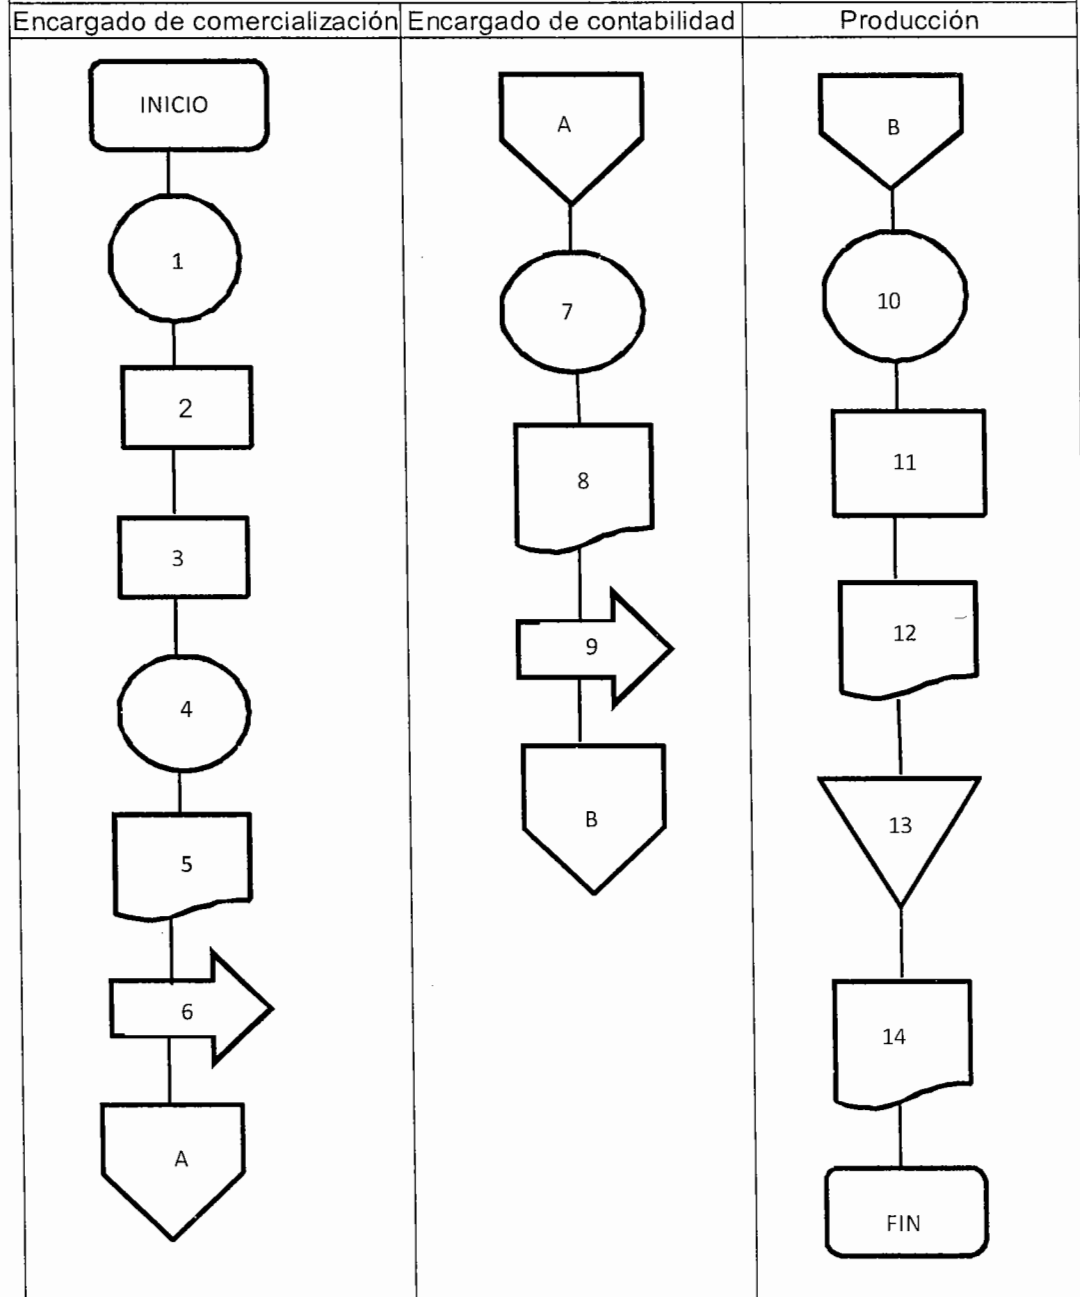 Encargado de comercialización
Encargado de contabilidad
Producción
INICIO
1
2
3
4
5
6
A
A
7
8
9
B
B
10
11
12
13
14
FIN